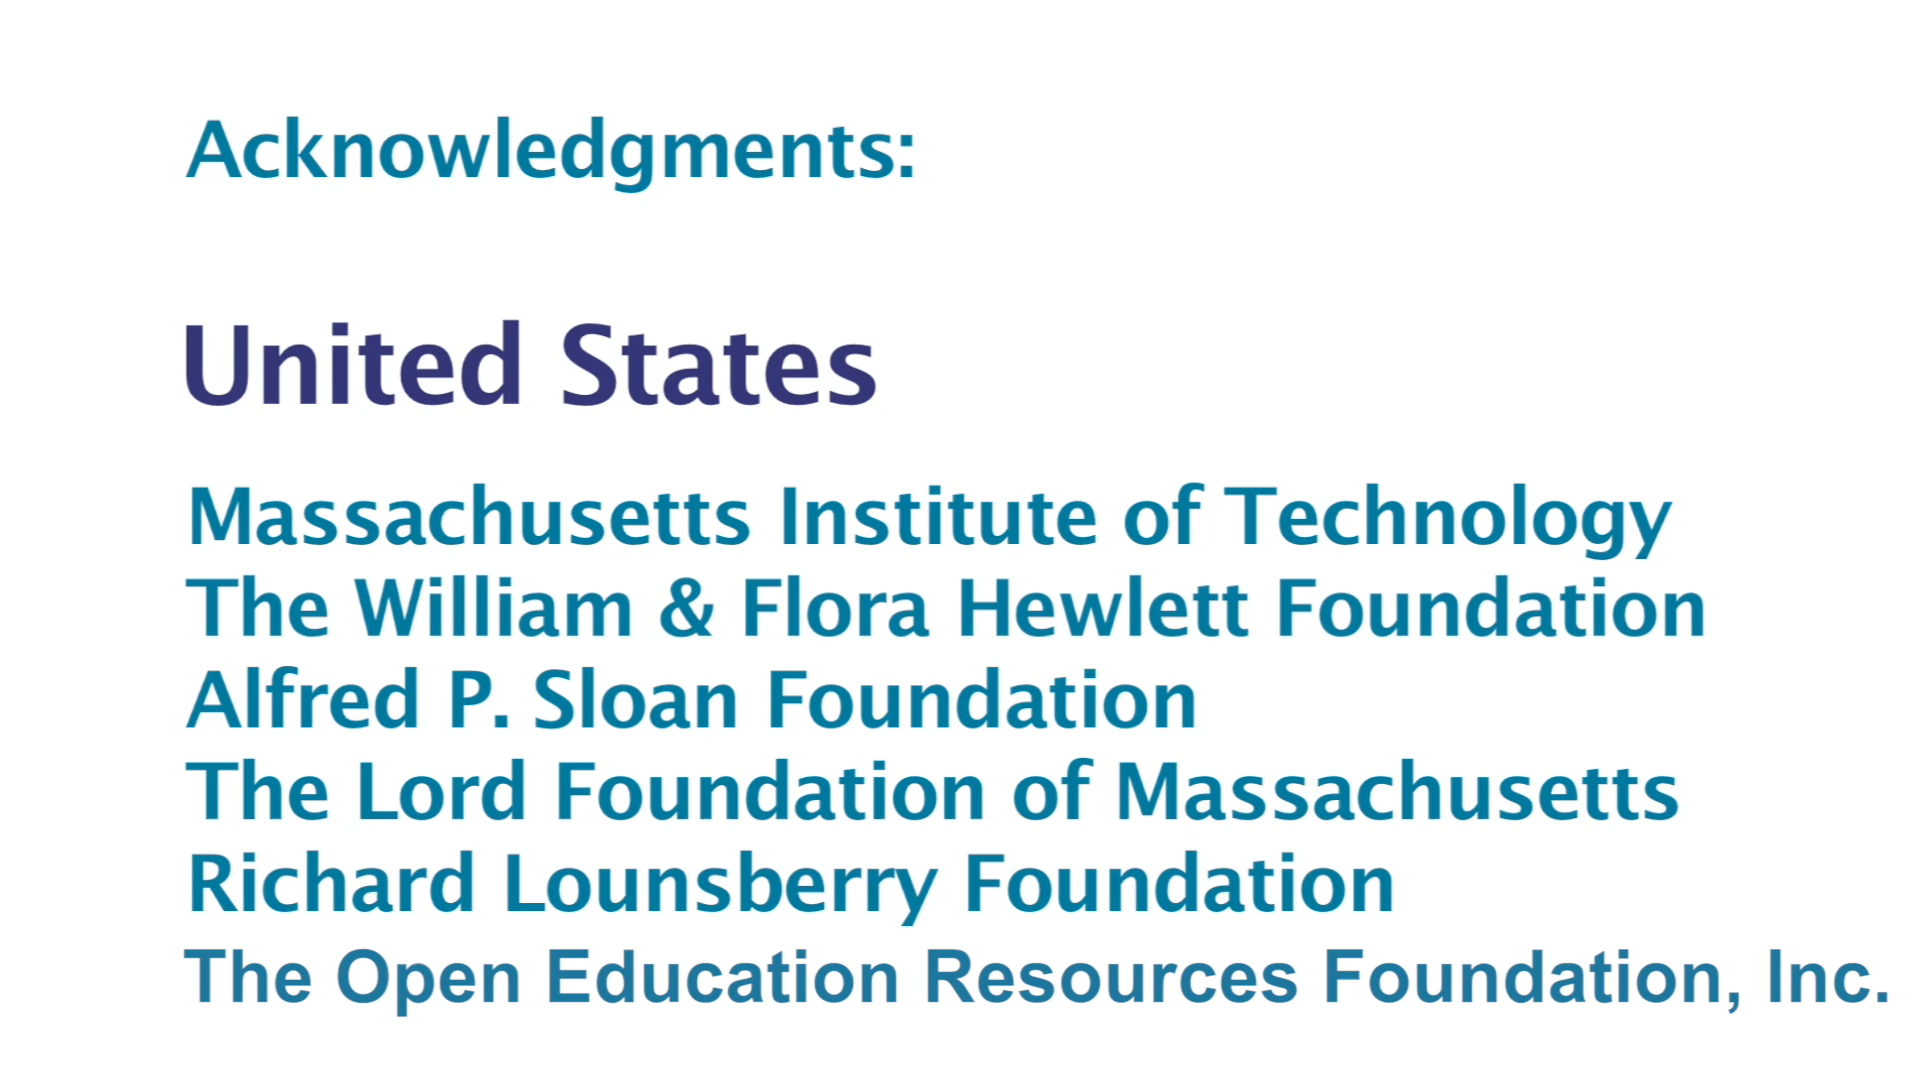 Acknowledgments:
United States
Massachusetts Institute of Technology
The William & Flora Hewlett Foundation
Alfred P. Sloan Foundation
The Lord Foundation of Massachusetts
Richard Lounsberry Foundation
The Open Education Resources Foundation, Inc.